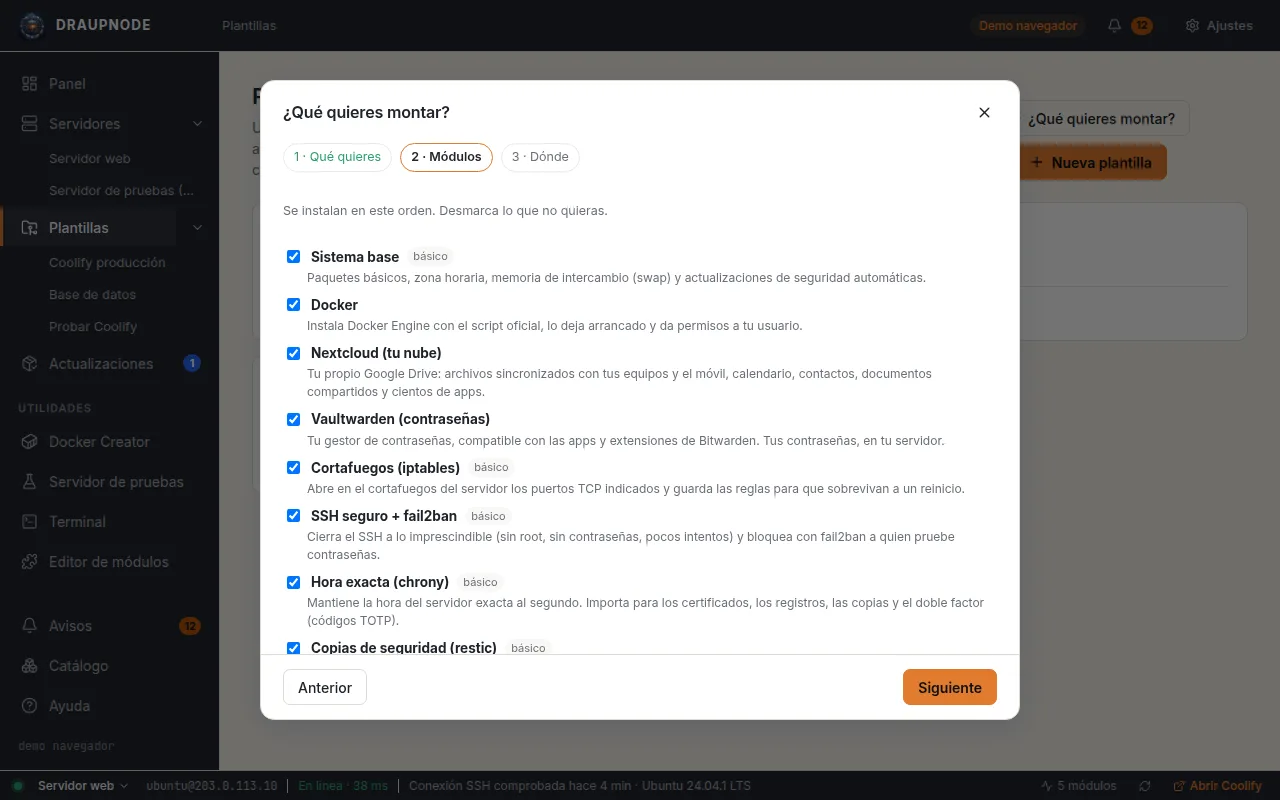 DRAUPNODE
Plantillas
Demo navegador
12
Ajustes
Panel
Servidores
Servidor web
Servidor de pruebas (...
Plantillas
Coolify producción
Base de datos
Probar Coolify
Actualizaciones
1
UTILIDADES
Docker Creator
Servidor de pruebas
Terminal
Editor de módulos
Avisos
12
Catálogo
Ayuda
demo navegador
¿Qué quieres montar?
Nueva plantilla
¿Qué quieres montar?
1 · Qué quieres
2 · Módulos
3 · Dónde
Se instalan en este orden. Desmarca lo que no quieras.
Sistema base básico
Paquetes básicos, zona horaria, memoria de intercambio (swap) y actualizaciones de seguridad automáticas.
Docker
Instala Docker Engine con el script oficial, lo deja arrancado y da permisos a tu usuario.
Nextcloud (tu nube)
Tu propio Google Drive: archivos sincronizados con tus equipos y el móvil, calendario, contactos, documentos
compartidos y cientos de apps.
Vaultwarden (contraseñas)
Tu gestor de contraseñas, compatible con las apps y extensiones de Bitwarden. Tus contraseñas, en tu servidor.
Cortafuegos (iptables) básico
Abre en el cortafuegos del servidor los puertos TCP indicados y guarda las reglas para que sobrevivan a un reinicio.
SSH seguro + fail2ban básico
Cierra el SSH a lo imprescindible (sin root, sin contraseñas, pocos intentos) y bloquea con fail2ban a quien pruebe
contraseñas.
Hora exacta (chrony) básico
Mantiene la hora del servidor exacta al segundo. Importa para los certificados, los registros, las copias y el doble factor
(códigos TOTP).
Copias de seguridad (restic) básico
Anterior
Siguiente
Servidor web
ubuntu@203.0.113.10
En línea · 38 ms
Conexión SSH comprobada hace 4 min · Ubuntu 24.04.1 LTS
5 módulos
Abrir Coolify